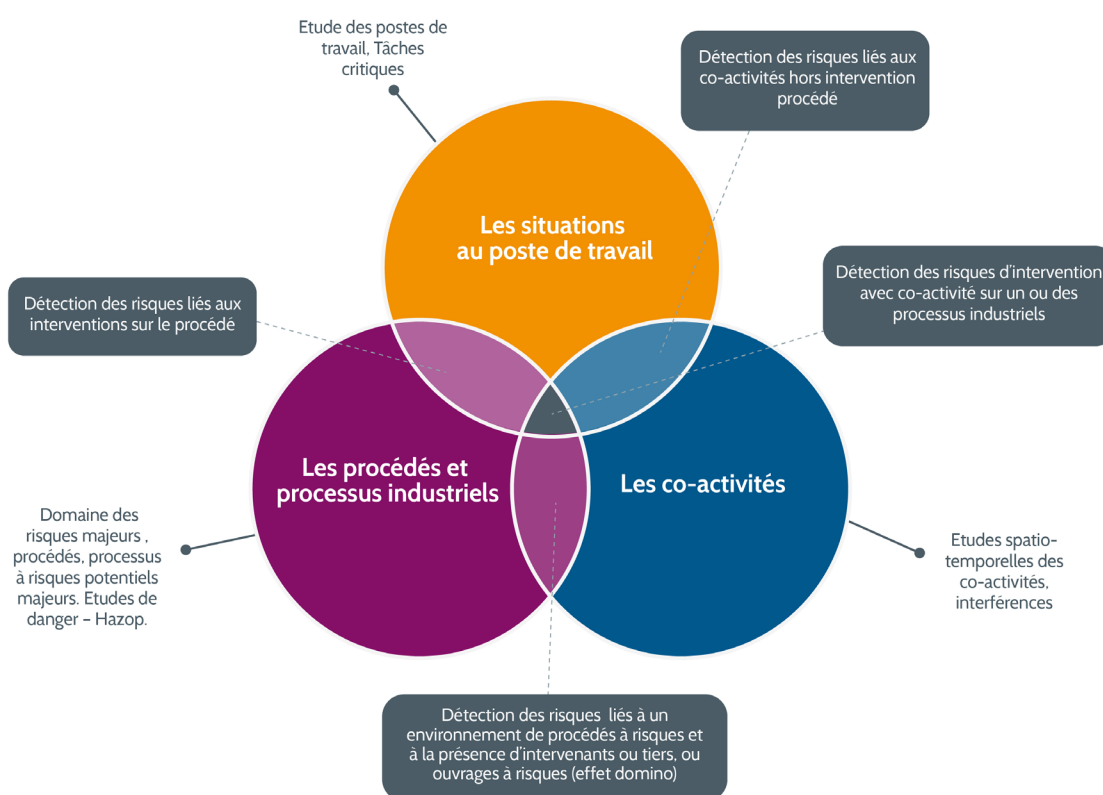 Etude des postes de
travail, Tâches
critiques
Détection des risques liés aux
co-activités hors intervention
procédé
Les situations
au poste de travail
Détection des risques d'intervention
avec co-activité sur un ou des
processus industriels
Détection des risques liés aux
interventions sur le procédé
Les procédés et
processus industriels
Les co-activités
Domaine des
risques majeurs ,
procédés, processus
à risques potentiels
majeurs. Etudes de
danger – Hazop.
Etudes spatio-
temporelles des
co-activités,
interférences
Détection des risques liés à un
environnement de procédés à risques et
à la présence d'intervenants ou tiers, ou
ouvrages à risques (effet domino)